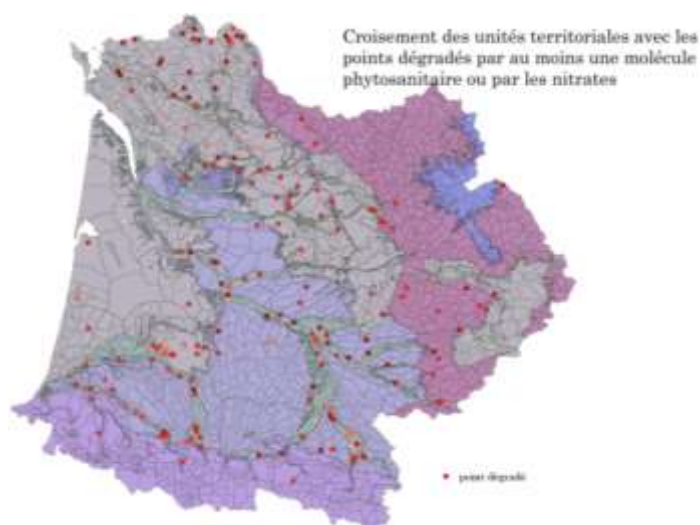 Croisement des unités territoriales avec les
points dégradés par au moins une molécule
phytosanitaire ou par les nitrates
point dégradé